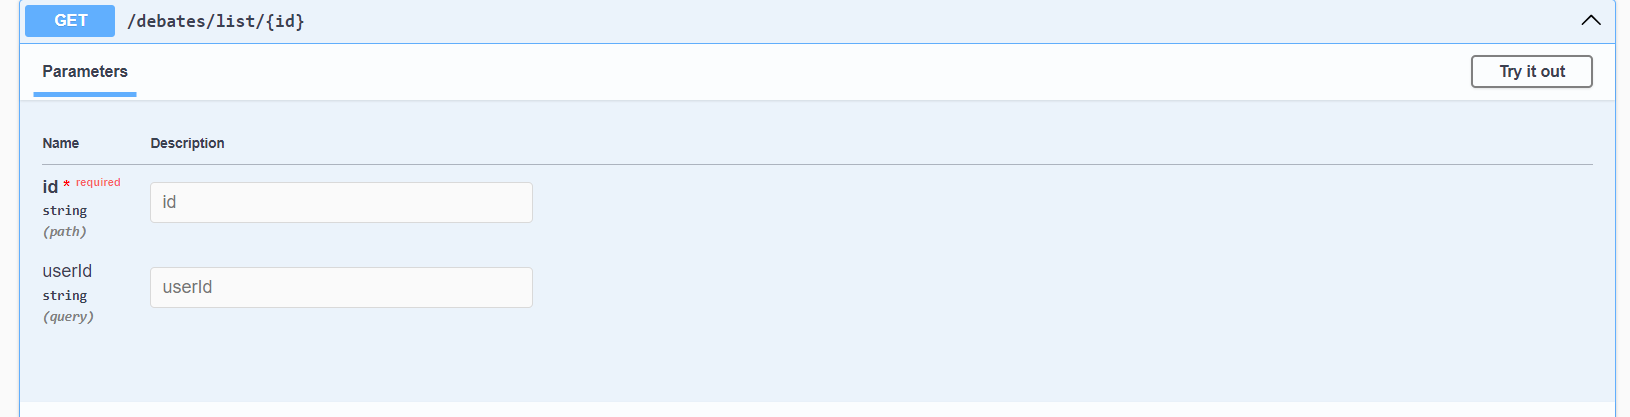 GET /debates/list/{id}
Parameters
Try it out
Name Description
id * required
string
(path)
id
userId
string
(query)
userId